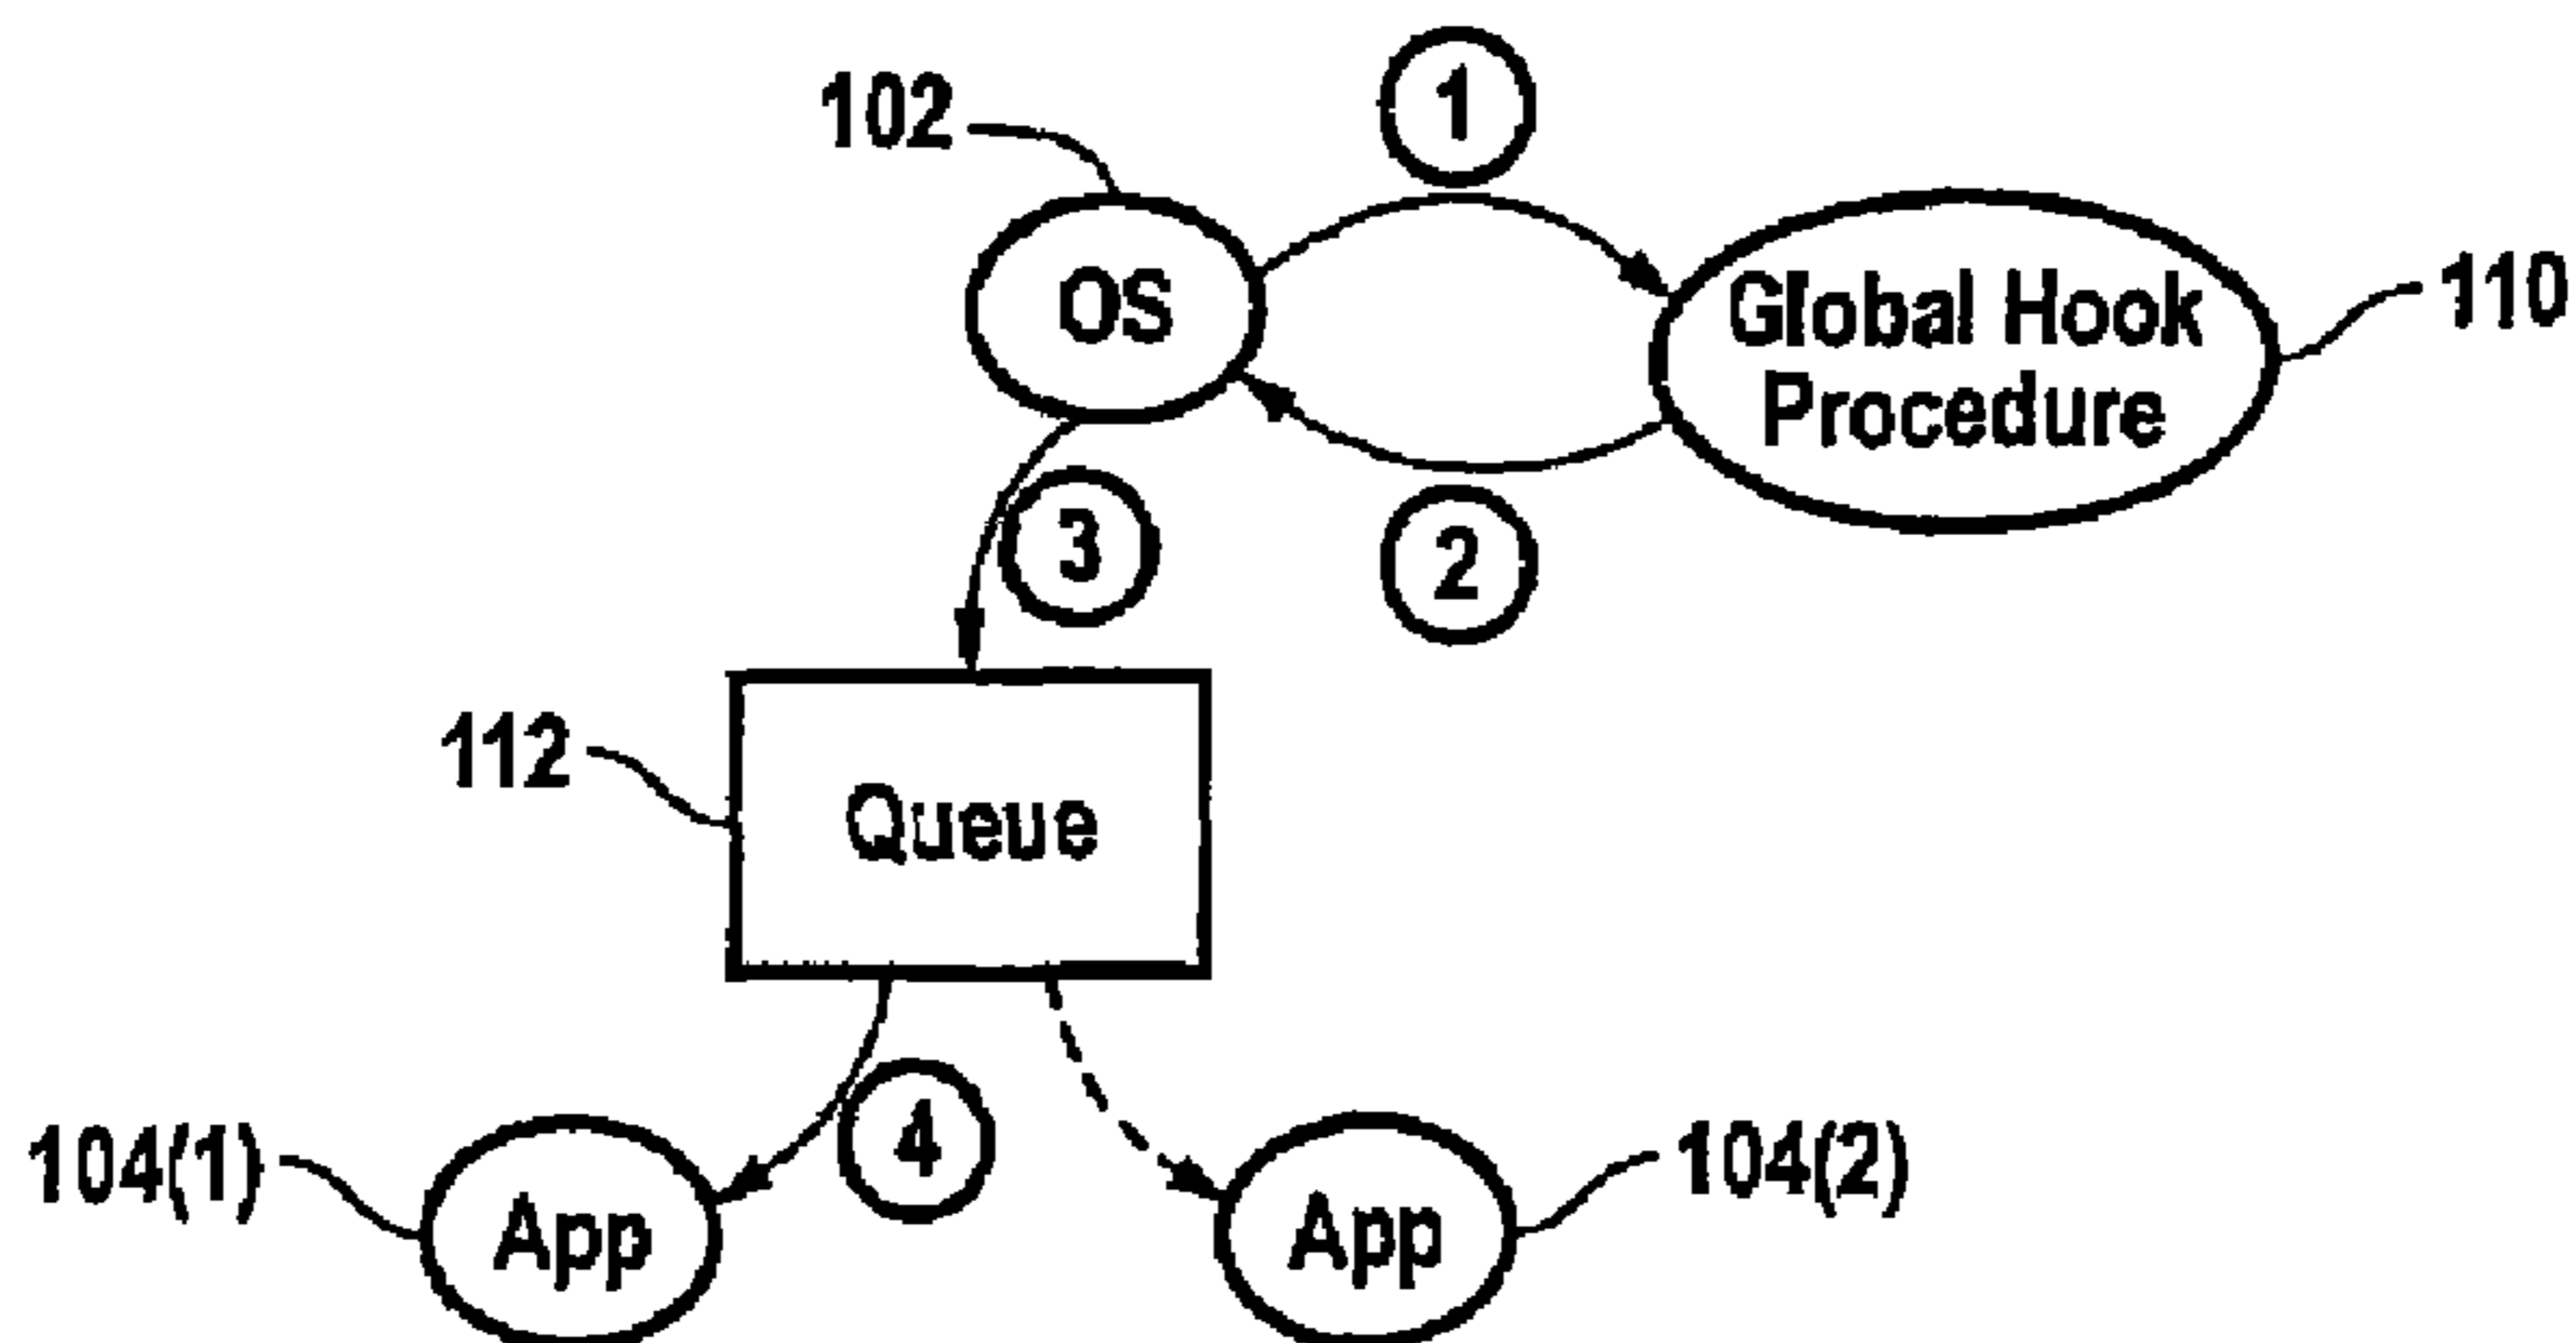 102
1
OS
Global Hook
Procedure
110
3
2
112
Queue
104(1)
App
4
App
104(2)